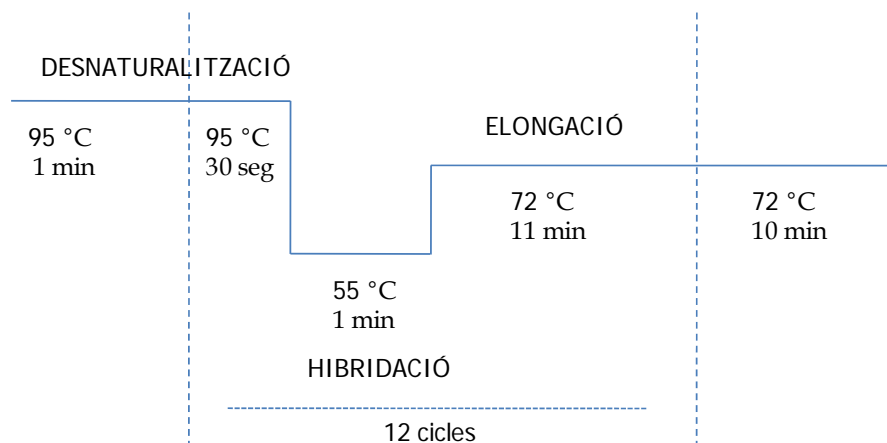 DESNATURALITZACIÓ
95 °C
1 min
95 °C
30 seg
ELONGACIÓ
72 °C
11 min
72 °C
10 min
55 °C
1 min
HIBRIDACIÓ
12 cicles